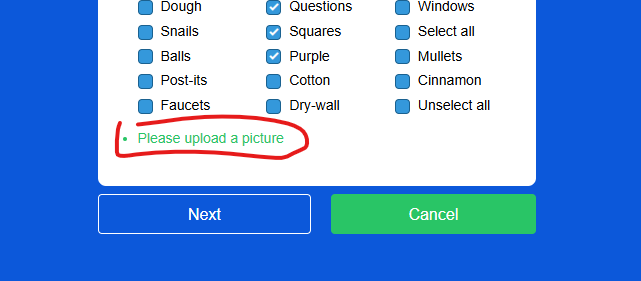 Dough Questions Windows
Snails Squares Select all
Balls Purple Mullets
Post-its Cotton Cinnamon
Faucets Dry-wall Unselect all
• Please upload a picture
Next Cancel